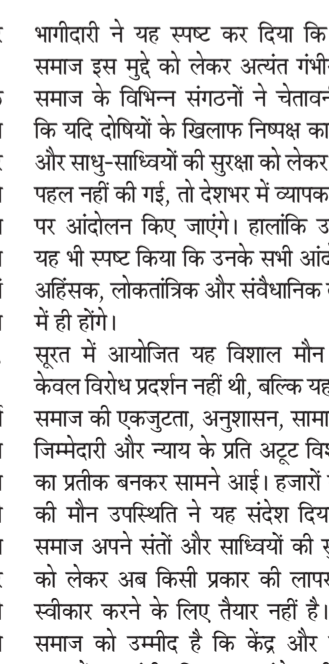 भागीदारी ने यह स्पष्ट कर दिया कि
समाज इस मुद्दे को लेकर अत्यंत
समाज के विभिन्न संगठनों ने
कि यदि दोषियों के खिलाफ निष्पक्ष
और साधु-साध्वियों की सुरक्षा को लेकर
पहल नहीं की गई, तो देशभर में व्यापक
पर आंदोलन किए जाएंगे। हालांकि
यह भी स्पष्ट किया कि उनके सभी
अहिंसक, लोकतांत्रिक और संवैधानिक
में ही होंगे।
सूरत में आयोजित यह विशाल मौन
केवल विरोध प्रदर्शन नहीं थी, बल्कि यह
समाज की एकजुटता, अनुशासन,
जिम्मेदारी और न्याय के प्रति अटूट
का प्रतीक बनकर सामने आई। हजारों
की मौन उपस्थिति ने यह संदेश दिया
समाज अपने संतों और साध्वियों की
को लेकर अब किसी प्रकार की
स्वीकार करने के लिए तैयार नहीं है।
समाज को उम्मीद है कि केंद्र और